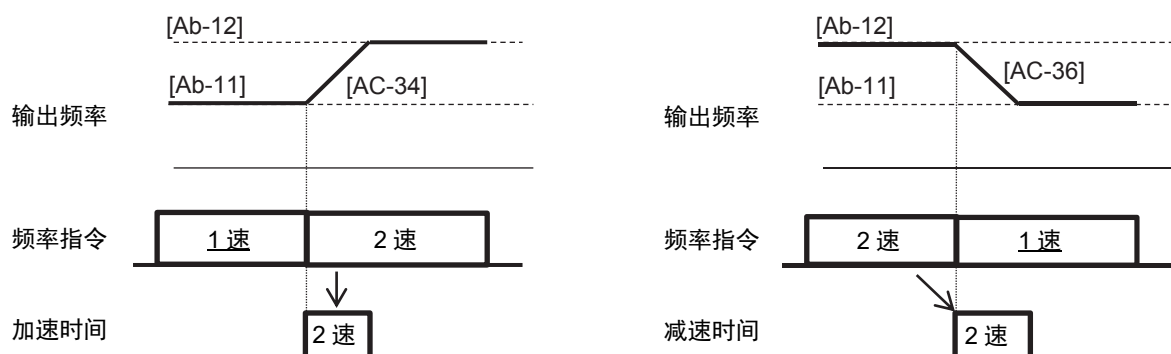 [Ab-12]
[Ab-11]
[AC-34]
输出频率
频率指令
1 速
2 速
加速时间
2 速
[Ab-12]
[Ab-11]
[AC-36]
输出频率
频率指令
2 速
1 速
减速时间
2 速